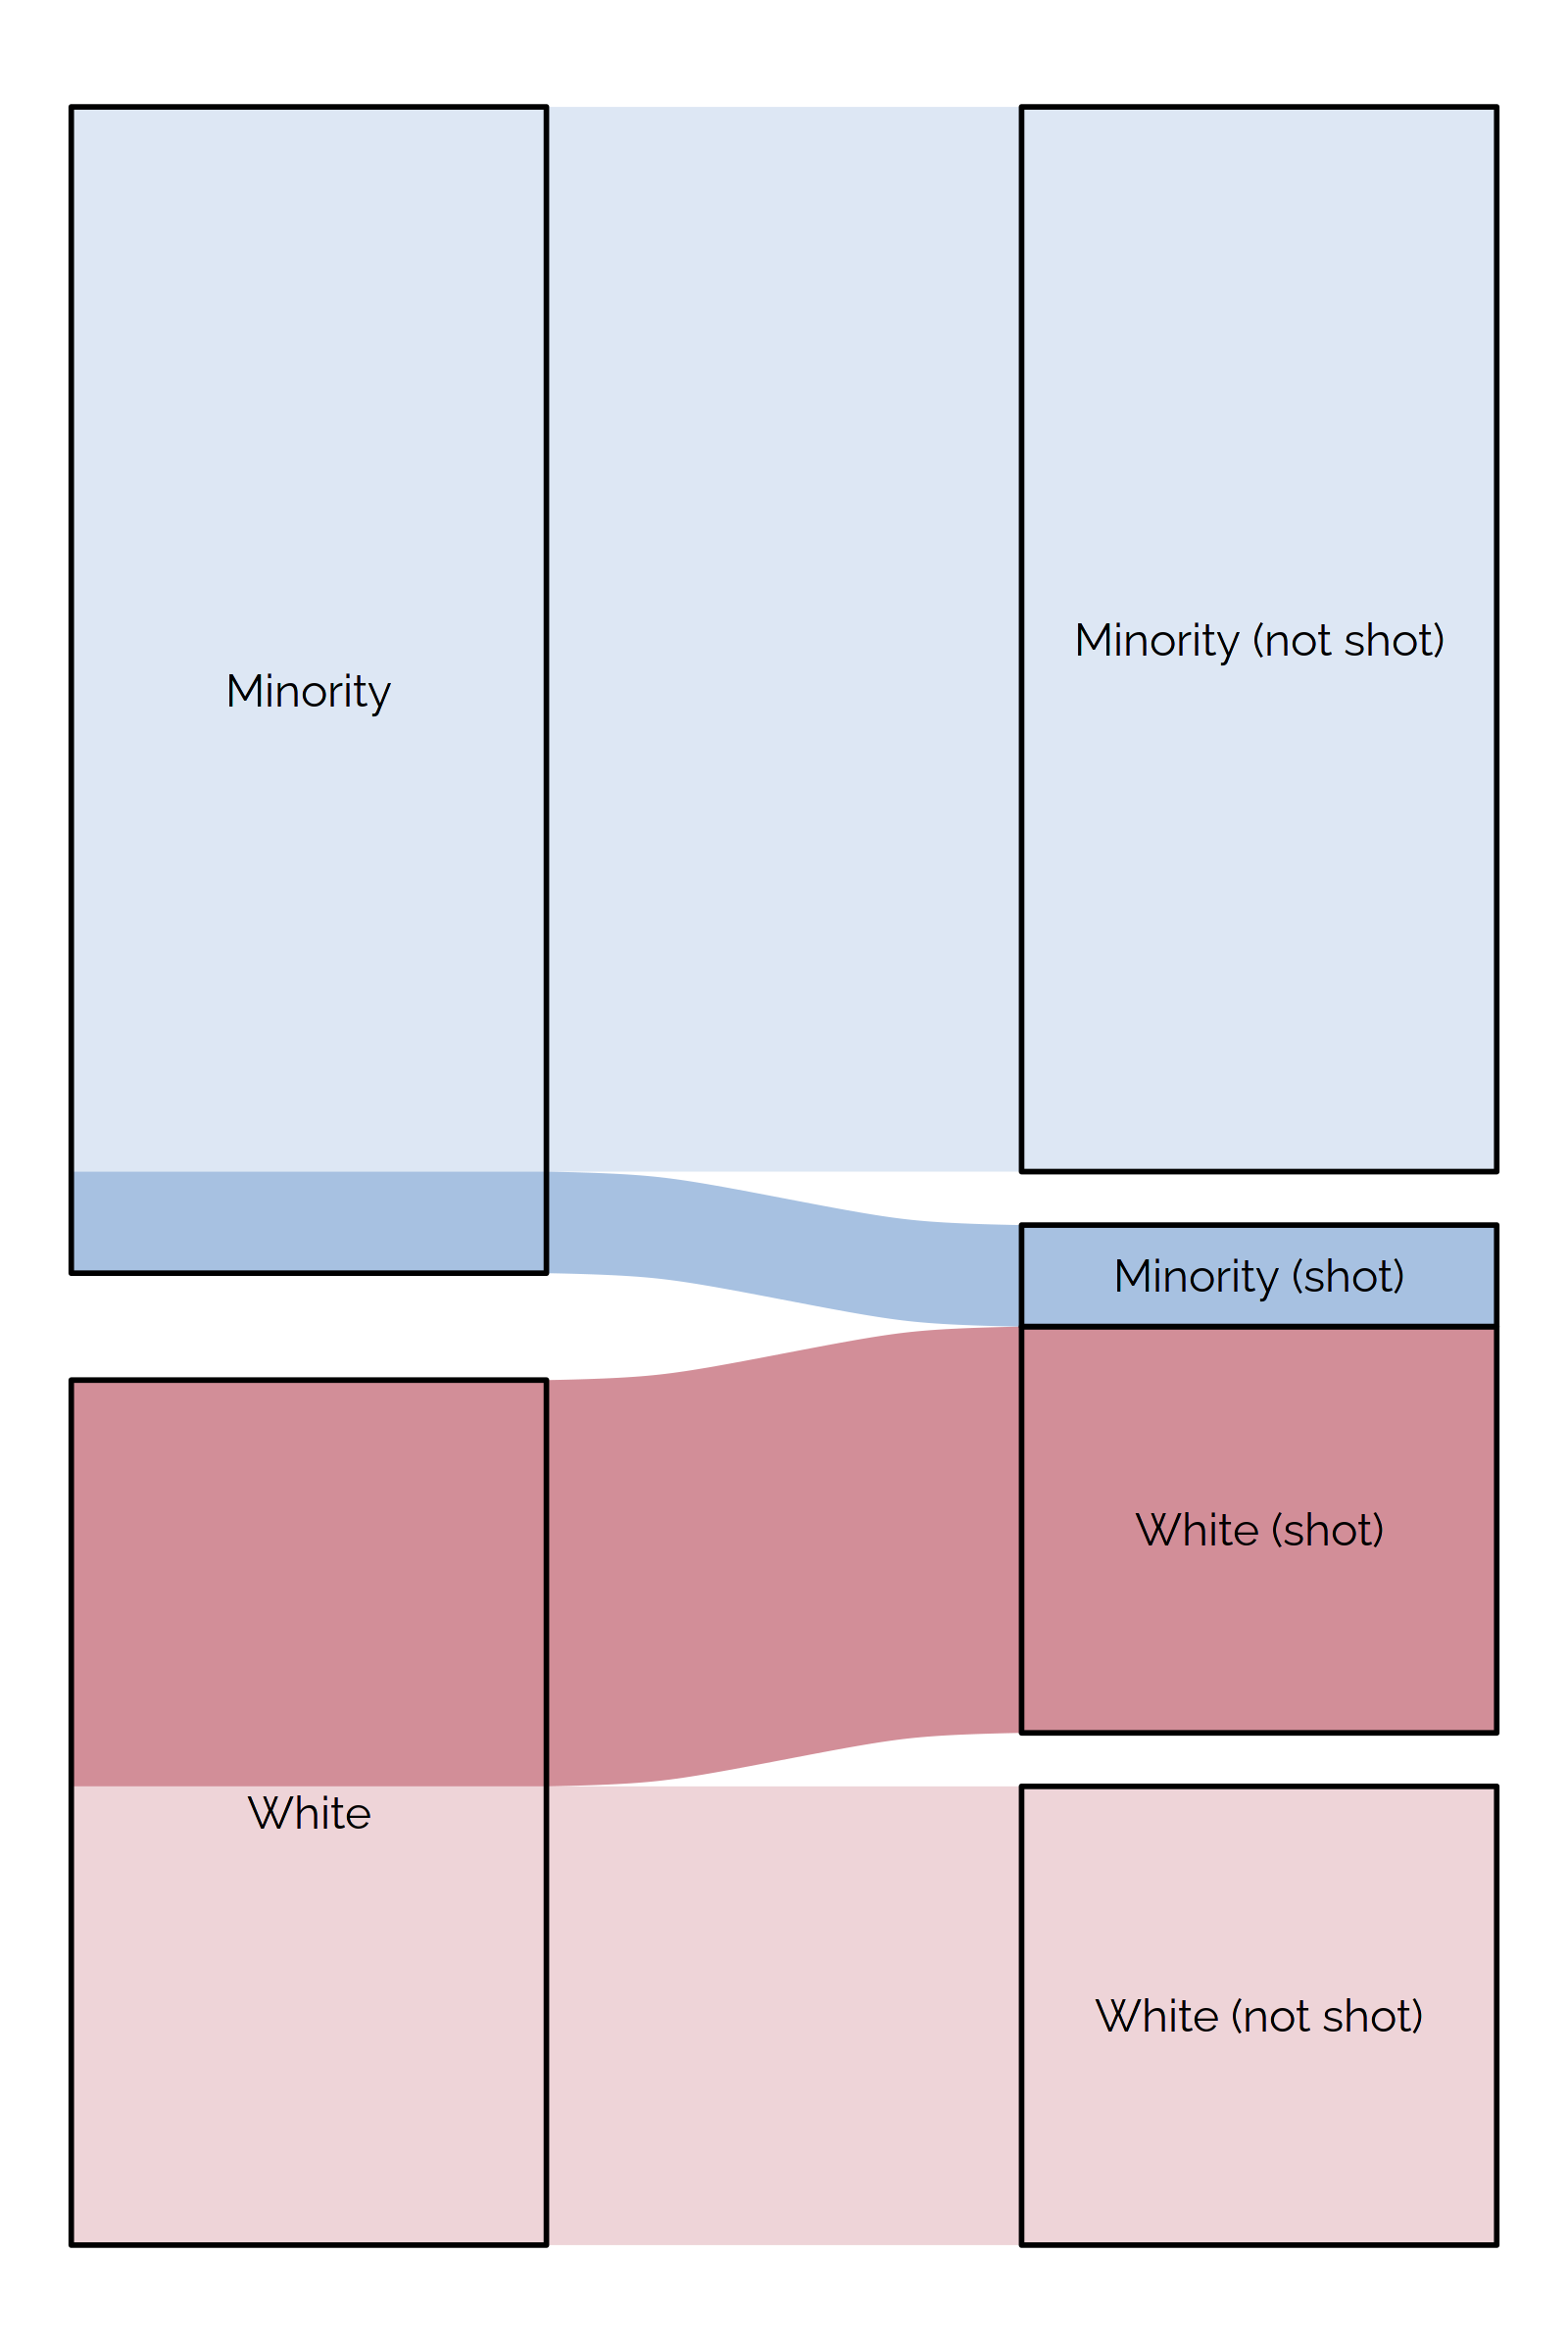 Minority
Minority (not shot)
Minority (shot)
White (shot)
White
White (not shot)